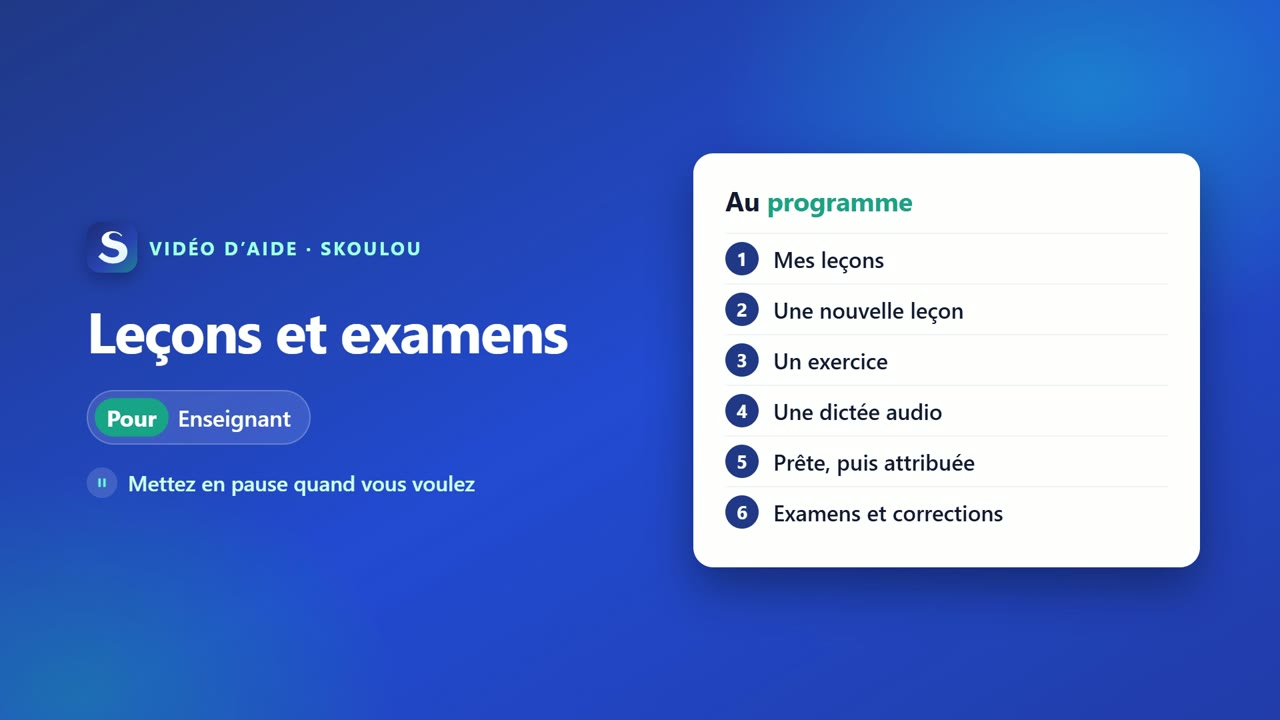 S
VIDÉO D’AIDE · SKOULOU
Leçons et examens
Pour Enseignant
Mettez en pause quand vous voulez
Au programme
1 Mes leçons
2 Une nouvelle leçon
3 Un exercice
4 Une dictée audio
5 Prête, puis attribuée
6 Examens et corrections